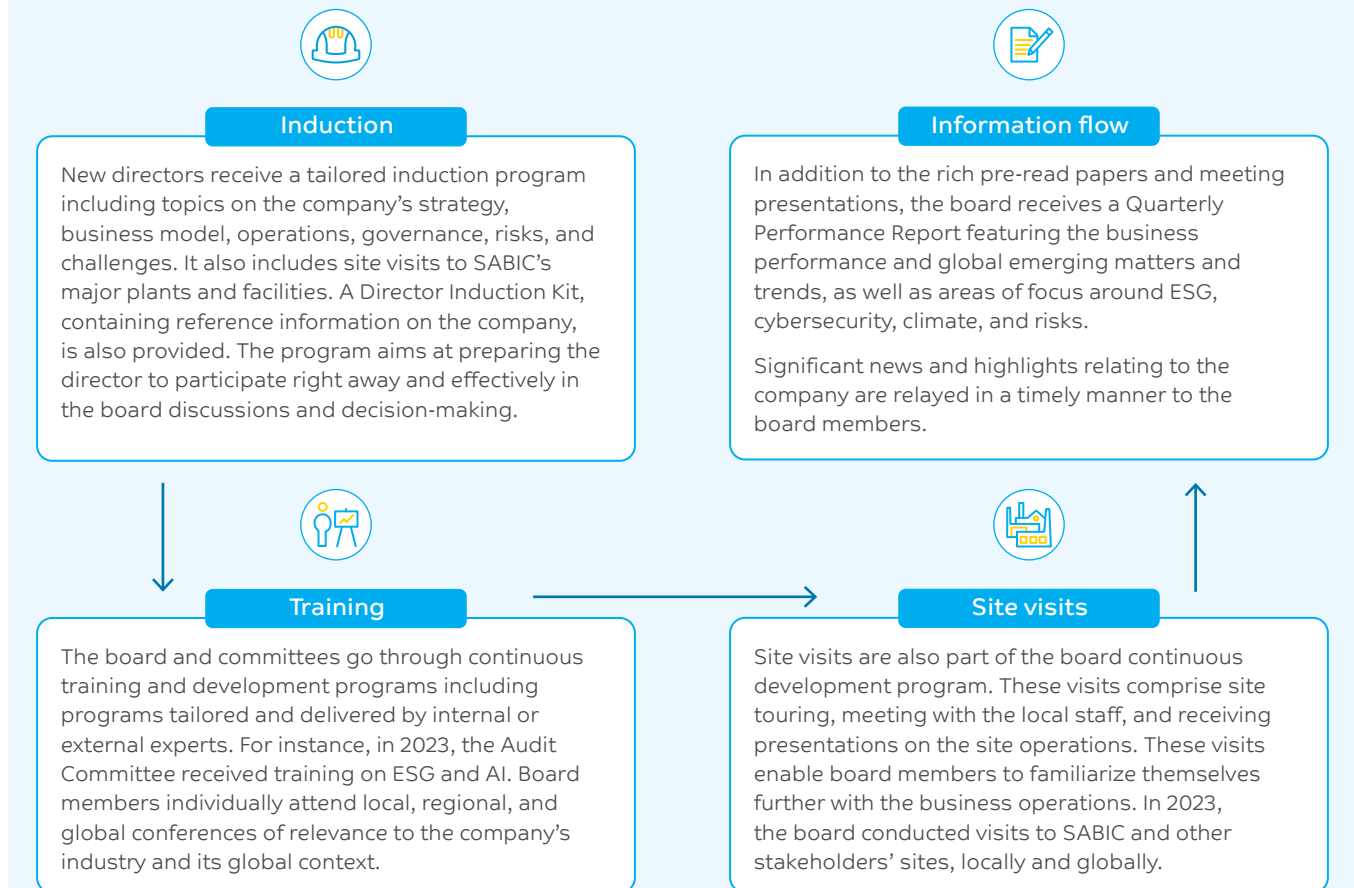 Induction
New directors receive a tailored induction program
including topics on the company’s strategy,
business model, operations, governance, risks, and
challenges. It also includes site visits to SABIC’s
major plants and facilities. A Director Induction Kit,
containing reference information on the company,
is also provided. The program aims at preparing the
director to participate right away and effectively in
the board discussions and decision-making.
Training
The board and committees go through continuous
training and development programs including
programs tailored and delivered by internal or
external experts. For instance, in 2023, the Audit
Committee received training on ESG and AI. Board
members individually attend local, regional, and
global conferences of relevance to the company’s
industry and its global context.
Site visits
Site visits are also part of the board continuous
development program. These visits comprise site
touring, meeting with the local staff, and receiving
presentations on the site operations. These visits
enable board members to familiarize themselves
further with the business operations. In 2023,
the board conducted visits to SABIC and other
stakeholders’ sites, locally and globally.
Information flow
In addition to the rich pre-read papers and meeting
presentations, the board receives a Quarterly
Performance Report featuring the business
performance and global emerging matters and
trends, as well as areas of focus around ESG,
cybersecurity, climate, and risks.
Significant news and highlights relating to the
company are relayed in a timely manner to the
board members.